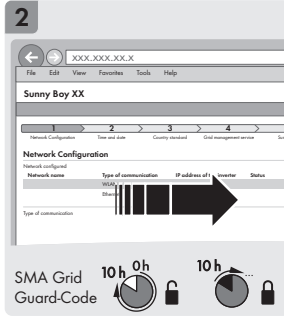 2
XXX.XXX.XX.X
File Edit View Favorites Tools Help
Sunny Boy XX
1 2 3 4
Network Configuration Time and date Country standard Grid management service
Network Configuration
Network configured
Network name Type of communication IP address of inverter Status
WLAN
Ethernet
Type of communication
10 h 0 h 10 h ...
SMA Grid
Guard-Code